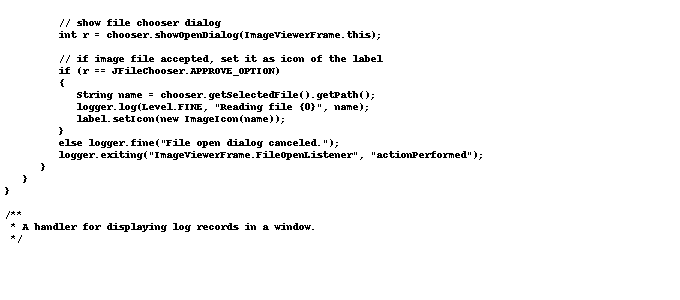 // show file chooser dialog
int r = chooser.showOpenDialog(ImageViewerFrame.this);
// if image file accepted, set it as icon of the label
if (r == JFileChooser.APPROVE_OPTION)
{
String name = chooser.getSelectedFile().getPath();
logger.log(Level.FINE, "Reading file {0}", name);
label.setIcon(new ImageIcon(name));
}
else logger.fine("File open dialog canceled.");
logger.exiting("ImageViewerFrame.FileOpenListener", "actionPerformed");
}
}
}
/**
* A handler for displaying log records in a window.
*/